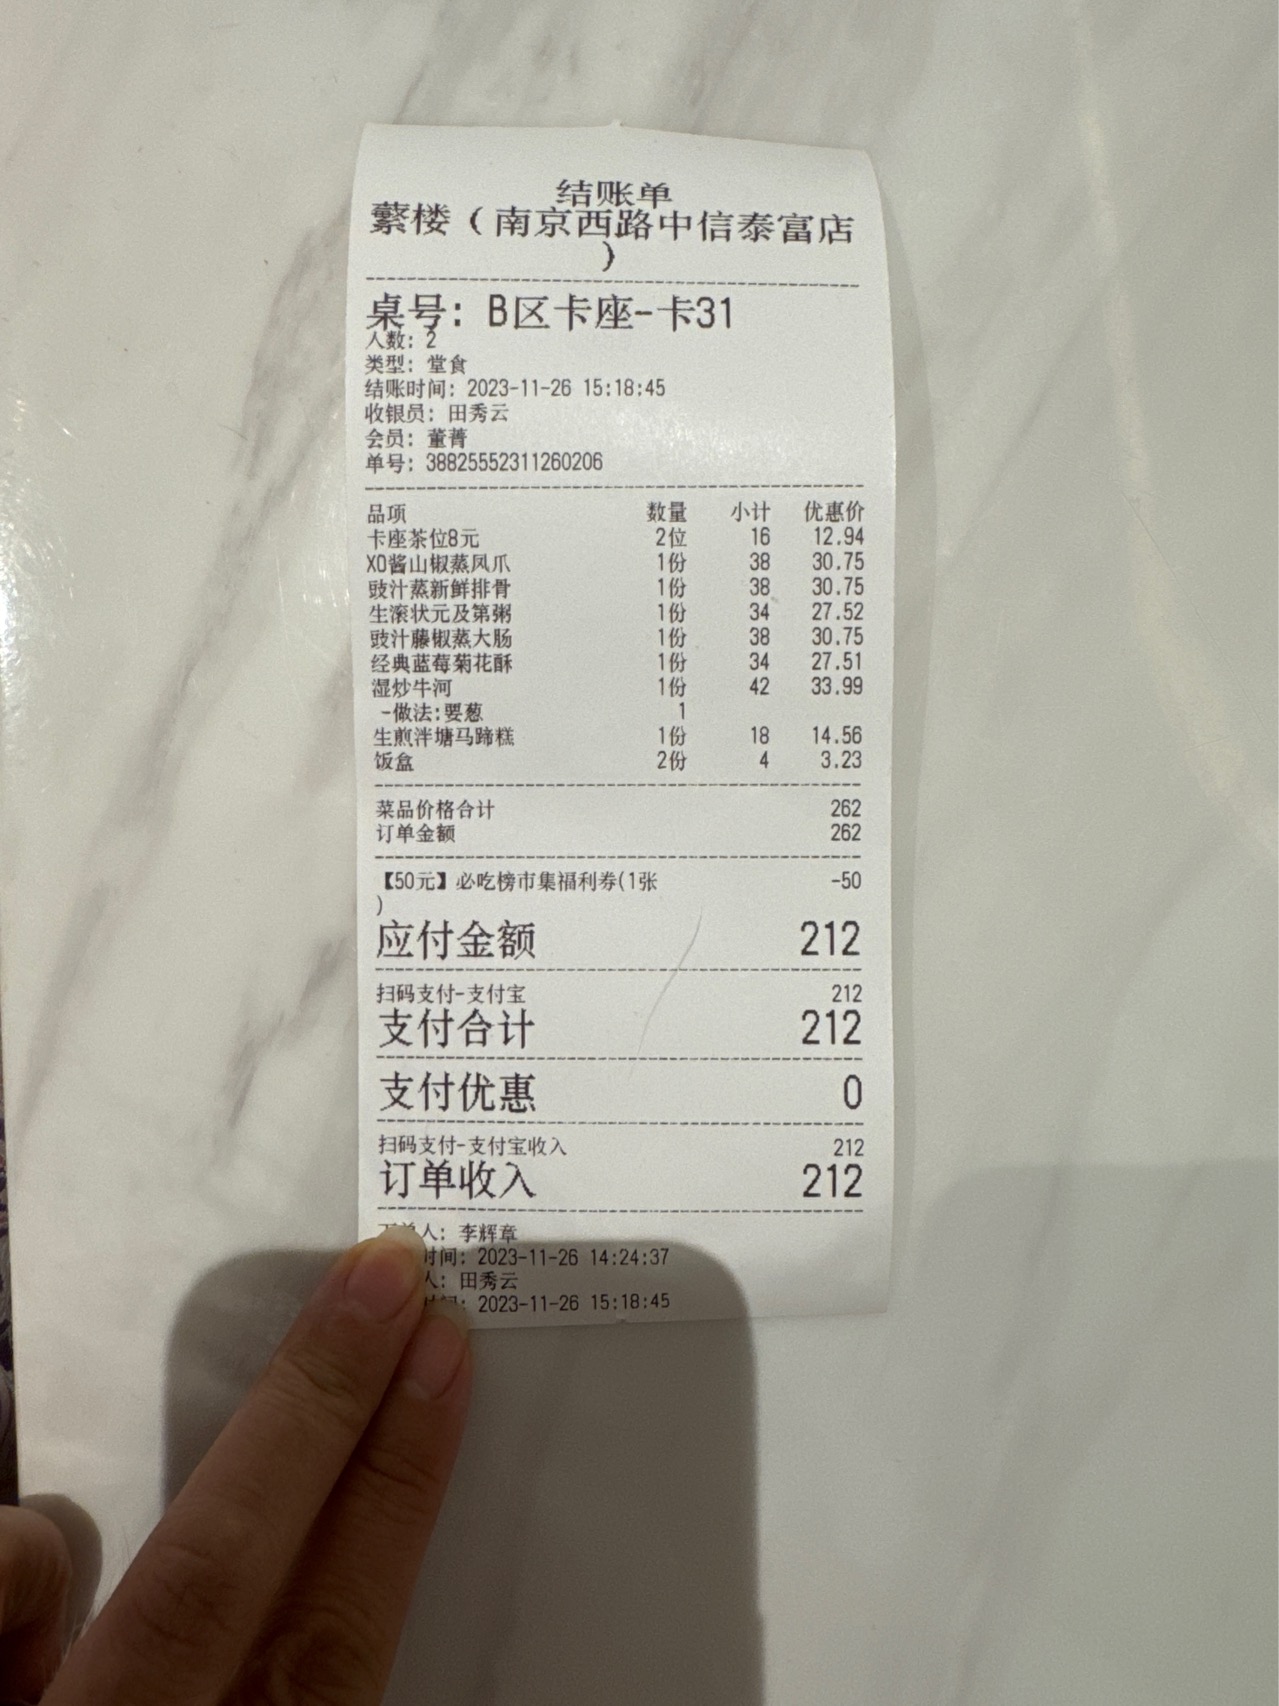 结账单
蘩楼（南京西路中信泰富店
）
桌号：B区卡座-卡31
人数：2
类型：堂食
结账时间：2023-11-26 15:18:45
收银员：田秀云
会员：董菁
单号：38825552311260206
品项 数量 小计 优惠价
卡座茶位8元 2位 16 12.94
XO酱山椒蒸凤爪 1份 38 30.75
豉汁蒸新鲜排骨 1份 38 30.75
生滚状元及第粥 1份 34 27.52
豉汁藤椒蒸大肠 1份 38 30.75
经典蓝莓菊花酥 1份 34 27.51
湿炒牛河 1份 42 33.99
-做法:要葱 1
生煎泮塘马蹄糕 1份 18 14.56
饭盒 2份 4 3.23
菜品价格合计 262
订单金额 262
【50元】必吃榜市集福利券(1张 -50
)
应付金额 212
扫码支付-支付宝 212
支付合计 212
支付优惠 0
扫码支付-支付宝收入 212
订单收入 212
人：李辉章
时间：2023-11-26 14:24:37
人：田秀云
2023-11-26 15:18:45